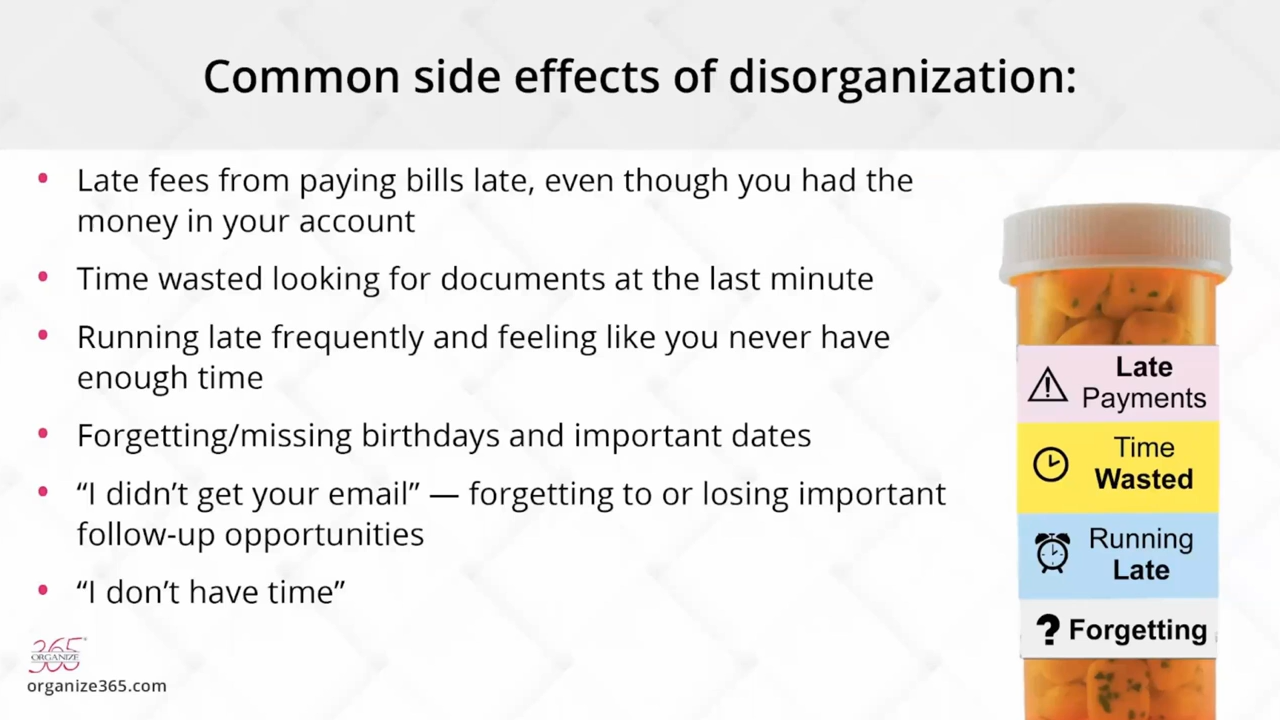 Common side effects of disorganization:
• Late fees from paying bills late, even though you had the
money in your account
• Time wasted looking for documents at the last minute
• Running late frequently and feeling like you never have
enough time
• Forgetting/missing birthdays and important dates
• “I didn’t get your email” — forgetting to or losing important
follow-up opportunities
• “I don’t have time”
Late
Payments
Time
Wasted
Running
Late
? Forgetting
365®
ORGANIZE
organize365.com